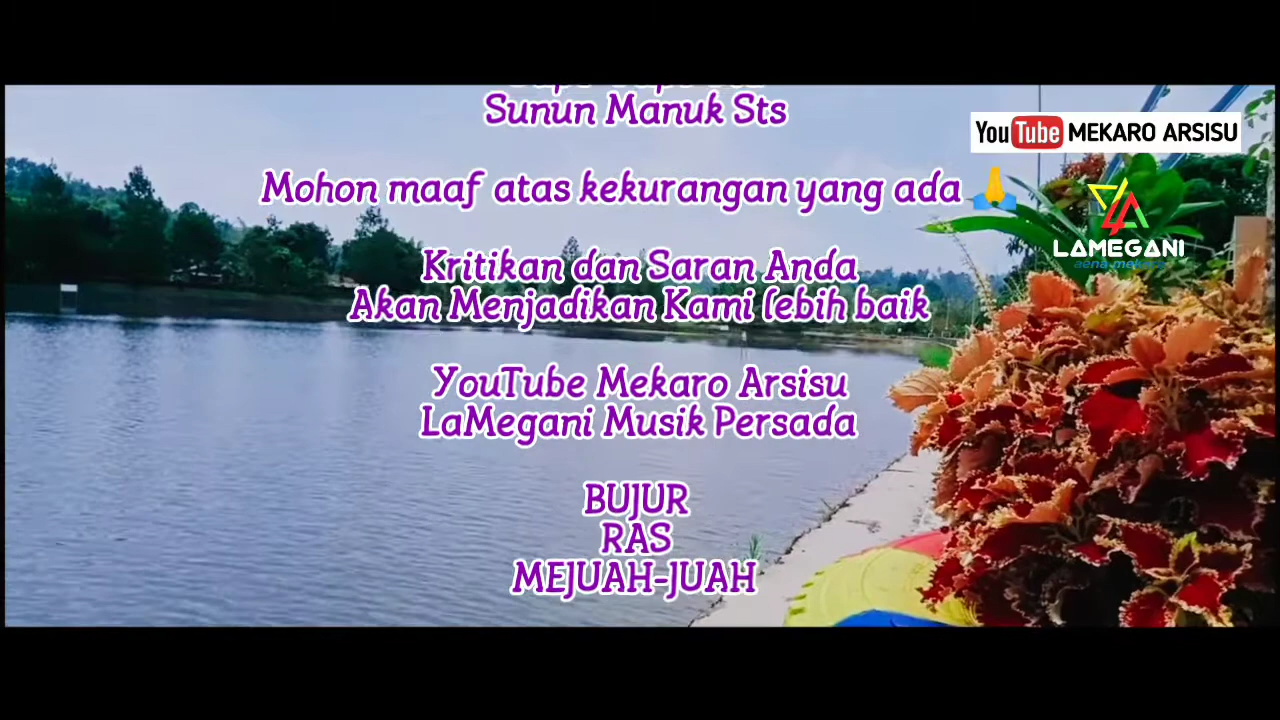 Sunun Manuk Sts
YouTube MEKARO ARSISU
Mohon maaf atas kekurangan yang ada 🙏
LAMEGANI
Kritikan dan Saran Anda
Akan Menjadikan Kami lebih baik
YouTube Mekaro Arsisu
LaMegani Musik Persada
BUJUR
RAS
MEJUAH-JUAH